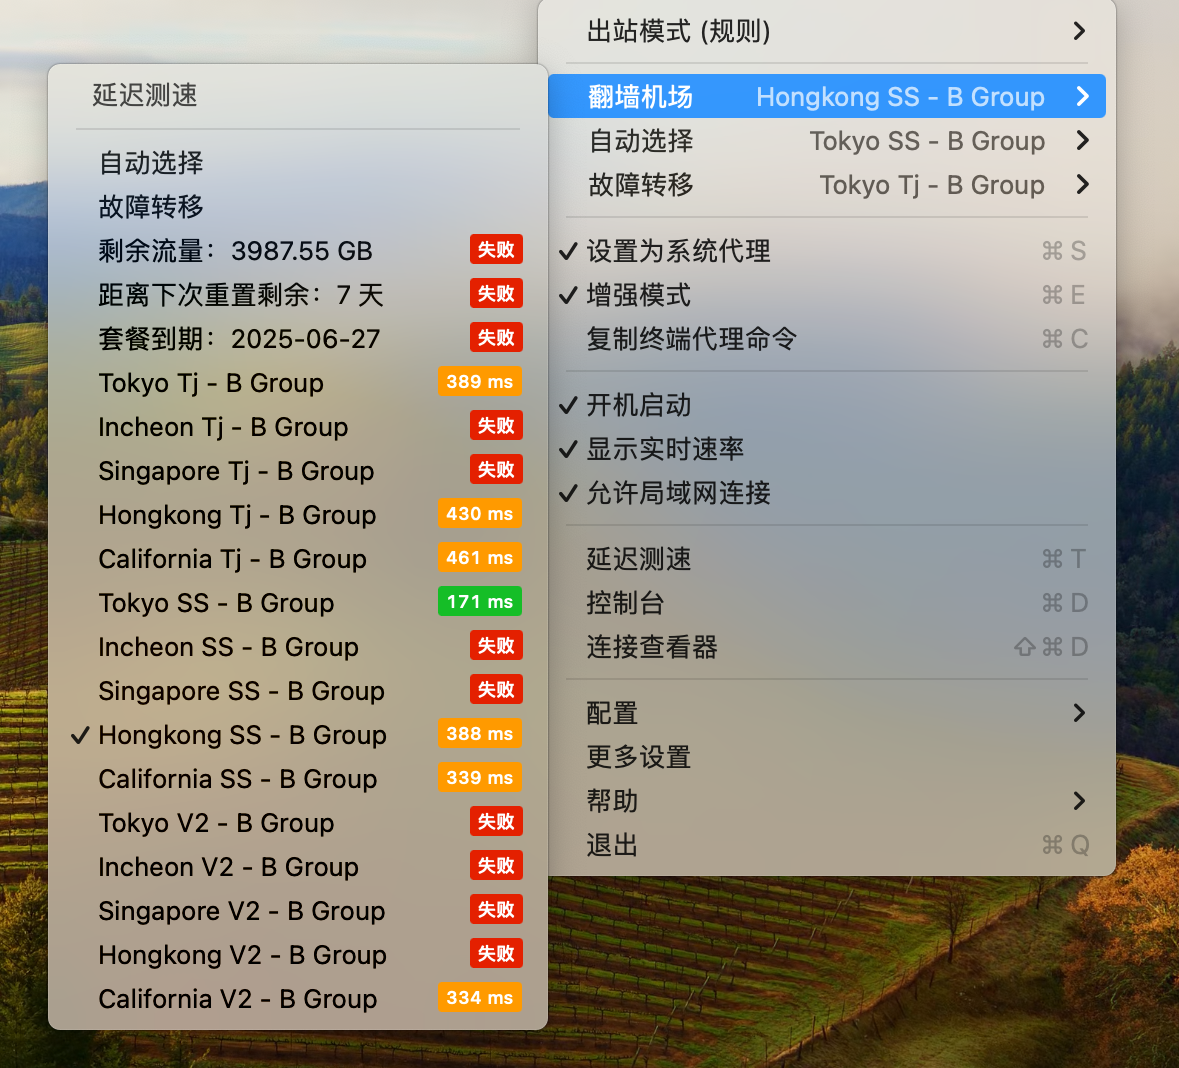 出站模式 (规则)
翻墙机场 Hongkong SS - B Group
自动选择 Tokyo SS - B Group
故障转移 Tokyo Tj - B Group
设置为系统代理 ⌘ S
增强模式 ⌘ E
复制终端代理命令 ⌘ C
开机启动
显示实时速率
允许局域网连接
延迟测速 ⌘ T
控制台 ⌘ D
连接查看器 ⇧⌘ D
配置
更多设置
帮助
退出 ⌘ Q
延迟测速
自动选择
故障转移
剩余流量：3987.55 GB 失败
距离下次重置剩余：7 天 失败
套餐到期：2025-06-27 失败
Tokyo Tj - B Group 389 ms
Incheon Tj - B Group 失败
Singapore Tj - B Group 失败
Hongkong Tj - B Group 430 ms
California Tj - B Group 461 ms
Tokyo SS - B Group 171 ms
Incheon SS - B Group 失败
Singapore SS - B Group 失败
Hongkong SS - B Group 388 ms
California SS - B Group 339 ms
Tokyo V2 - B Group 失败
Incheon V2 - B Group 失败
Singapore V2 - B Group 失败
Hongkong V2 - B Group 失败
California V2 - B Group 334 ms